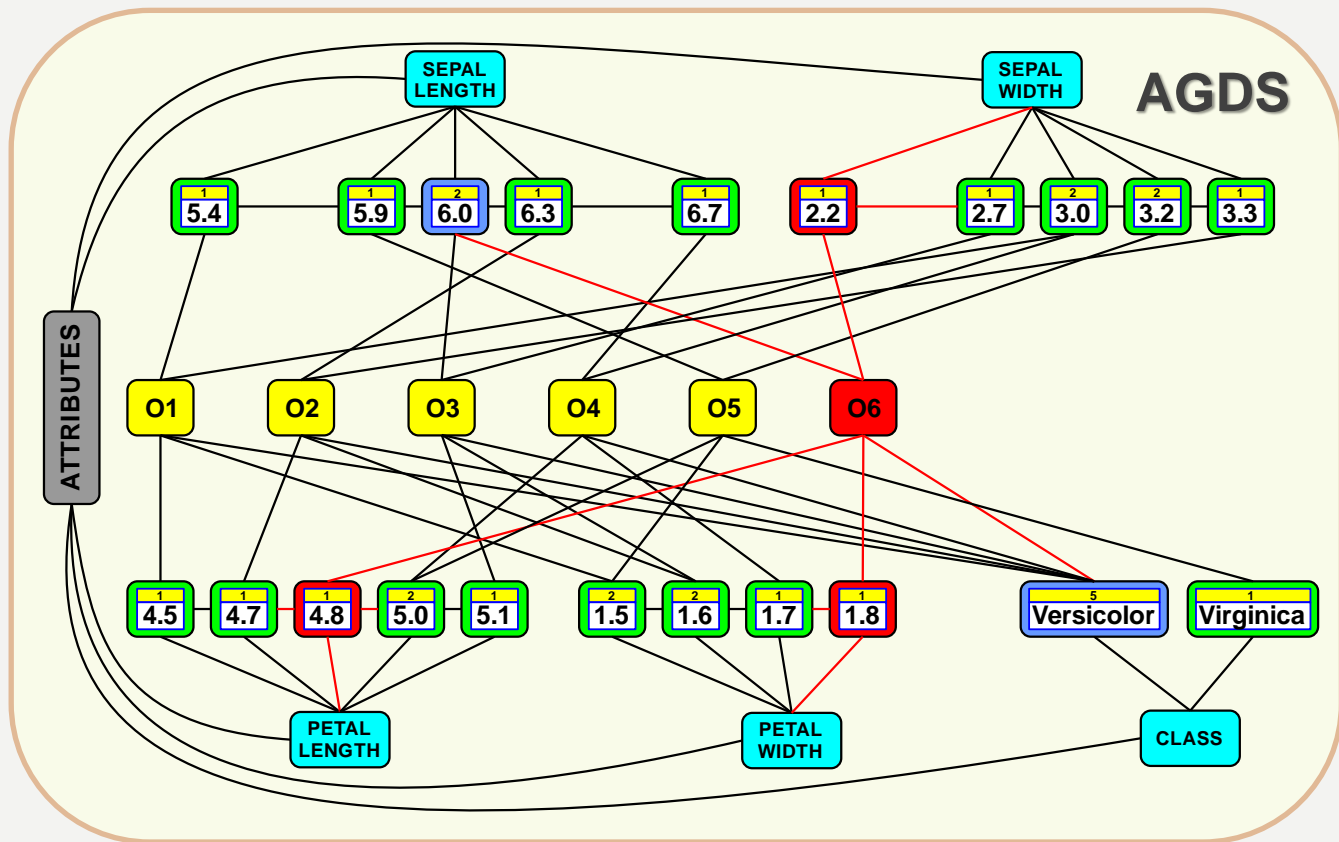 SEPAL
LENGTH
SEPAL
WIDTH
AGDS
1
5.4
1
5.9
2
6.0
1
6.3
1
6.7
1
2.2
1
2.7
2
3.0
2
3.2
1
3.3
ATTRIBUTES
O1
O2
O3
O4
O5
O6
1
4.5
1
4.7
1
4.8
2
5.0
1
5.1
2
1.5
2
1.6
1
1.7
1
1.8
5
Versicolor
1
Virginica
PETAL
LENGTH
PETAL
WIDTH
CLASS